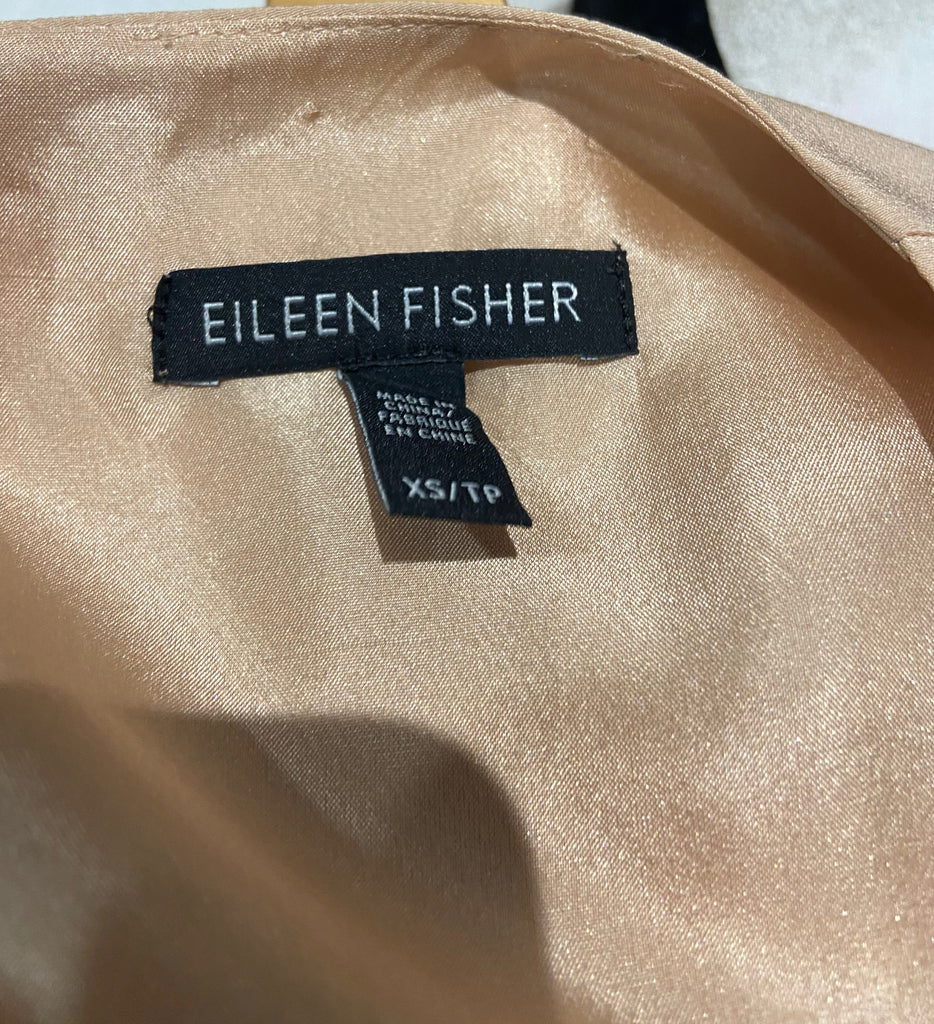 EILEEN FISHER
MADE IN
CHINA/
FABRIQUÉ
EN CHINE
XS/TP